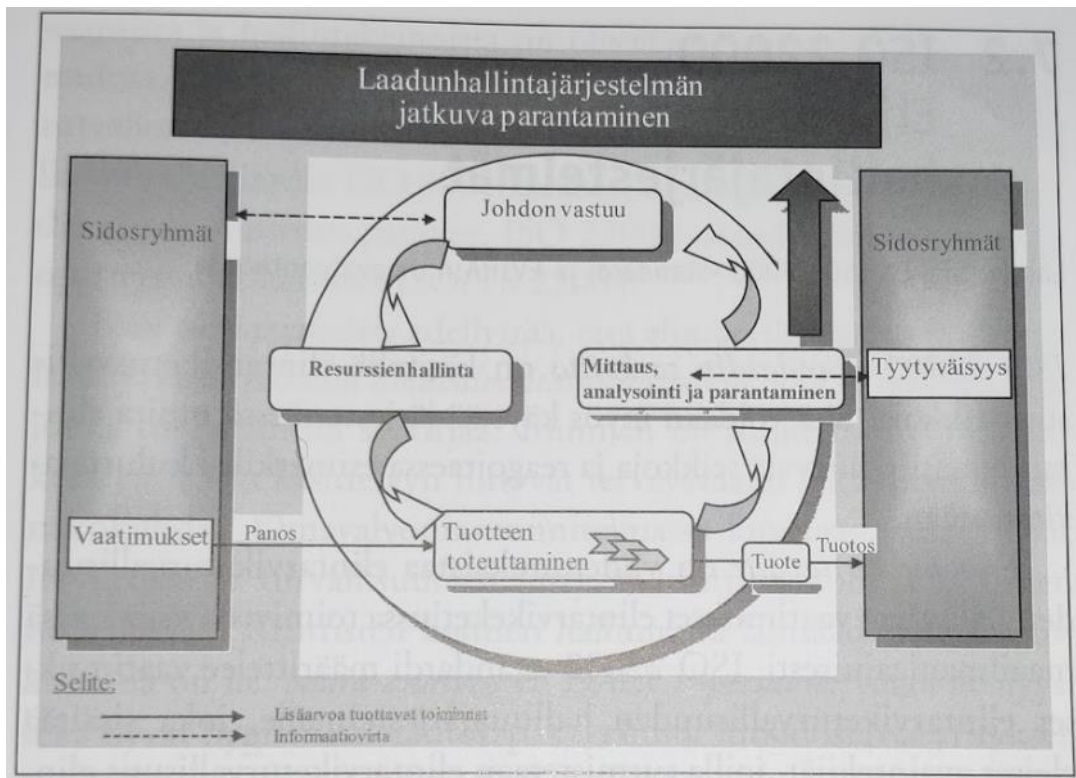 Laadunhallintajärjestelmän
jatkuva parantaminen
Sidosryhmät
Johdon vastuu
Sidosryhmät
Resurssienhallinta
Mittaus,
analysointi ja parantaminen
Tyytyväisyys
Vaatimukset
Panos
Tuotteen
toteuttaminen
Tuote
Tuotos
Selite:
Lisäarvoa tuottavat toiminnot
Informaatiovirta